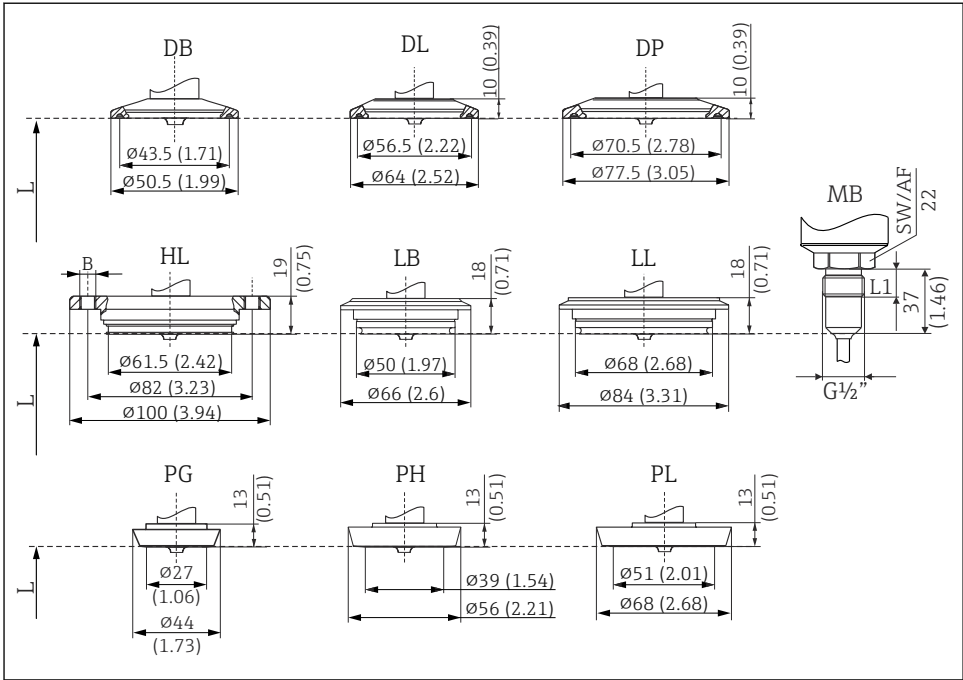 DB
DL
DP
10 (0.39)
10 (0.39)
ø43.5 (1.71)
ø50.5 (1.99)
ø56.5 (2.22)
ø64 (2.52)
ø70.5 (2.78)
ø77.5 (3.05)
L
MB
SW/AF
22
L1
37
(1.46)
G½"
HL
LB
LL
B
19
(0.75)
18
(0.71)
18
(0.71)
ø61.5 (2.42)
ø82 (3.23)
ø100 (3.94)
ø50 (1.97)
ø66 (2.6)
ø68 (2.68)
ø84 (3.31)
L
PG
PH
PL
13
(0.51)
13
(0.51)
13
(0.51)
ø27
(1.06)
ø44
(1.73)
ø39 (1.54)
ø56 (2.21)
ø51 (2.01)
ø68 (2.68)
L